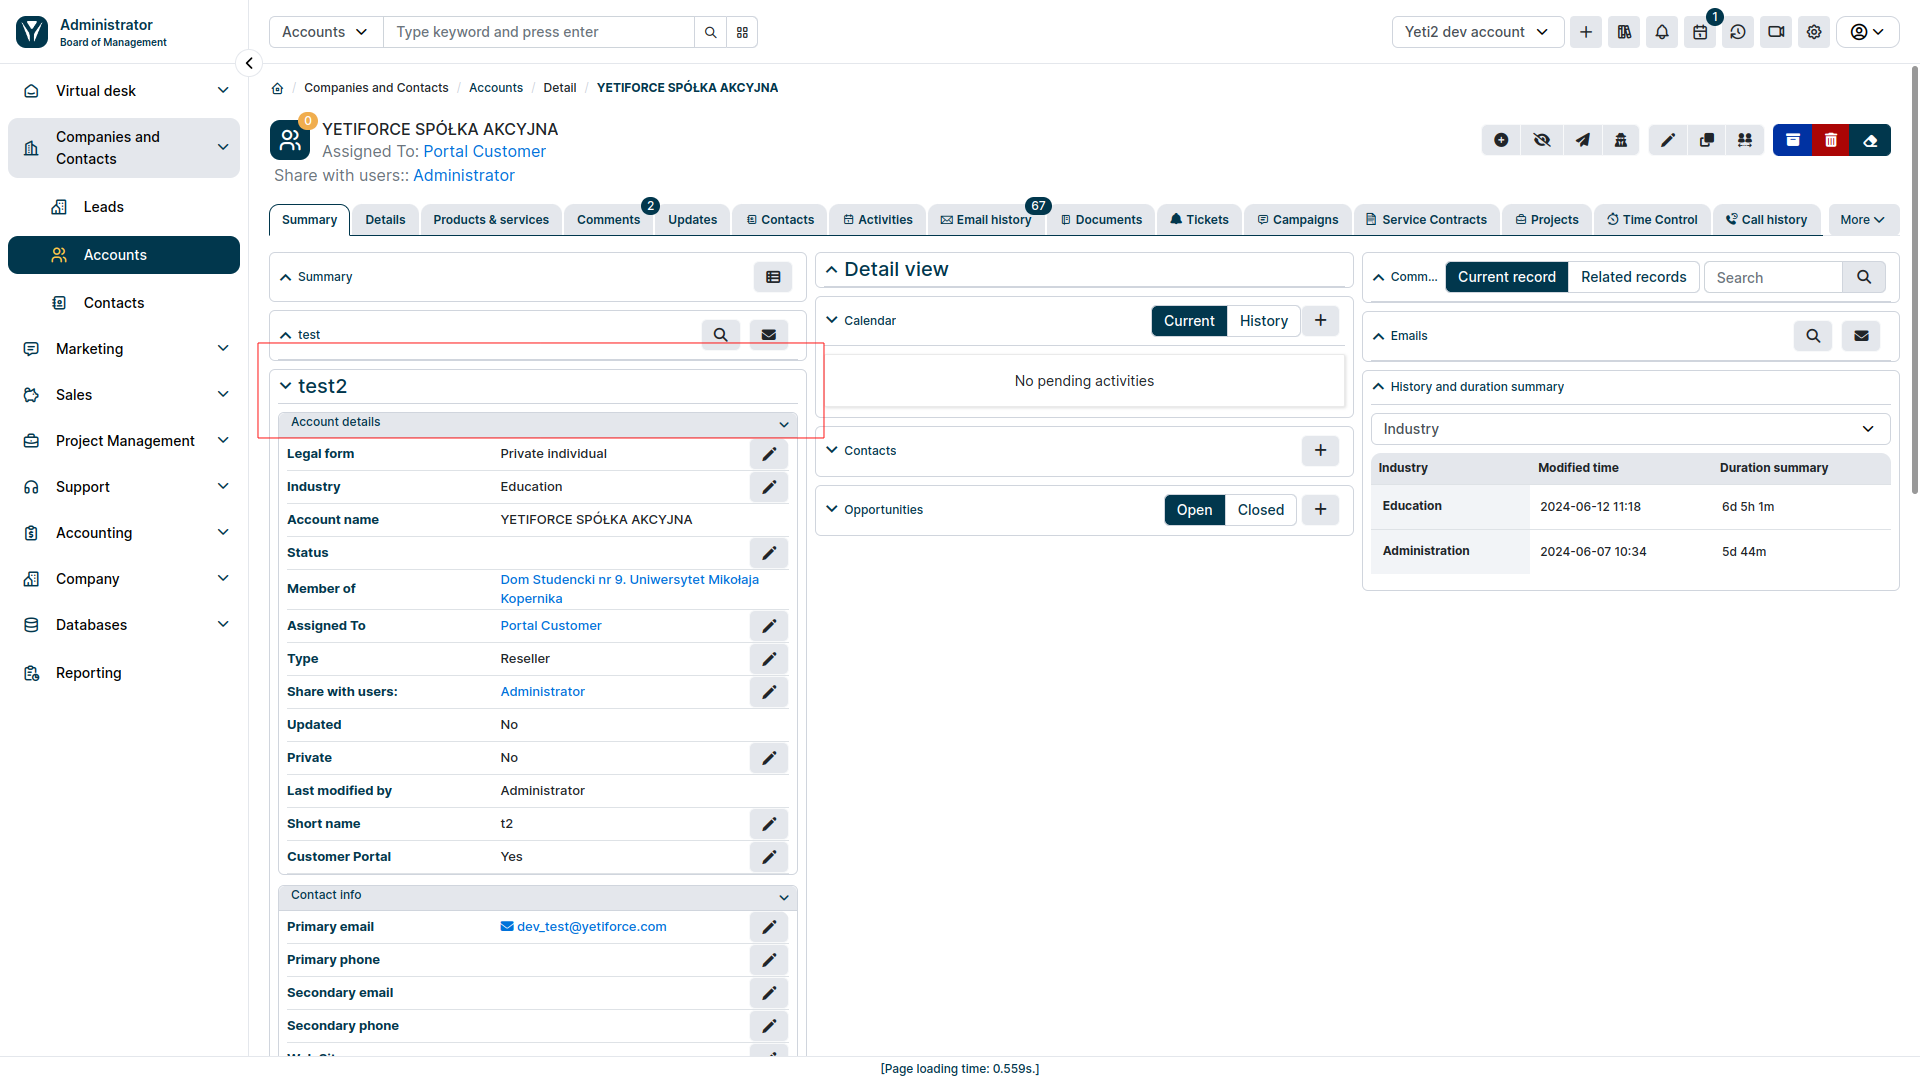 Administrator
Board of Management
Accounts
Type keyword and press enter
Yeti2 dev account
1
Virtual desk
Companies and
Contacts
Leads
Accounts
Contacts
Marketing
Sales
Project Management
Support
Accounting
Company
Databases
Reporting
/ Companies and Contacts / Accounts / Detail / YETIFORCE SPÓŁKA AKCYJNA
0
YETIFORCE SPÓŁKA AKCYJNA
Assigned To: Portal Customer
Share with users:: Administrator
Summary
Details
Products & services
Comments
2
Updates
Contacts
Activities
Email history
67
Documents
Tickets
Campaigns
Service Contracts
Projects
Time Control
Call history
More
Summary
test
test2
Account details
Legal form Private individual
Industry Education
Account name YETIFORCE SPÓŁKA AKCYJNA
Status
Member of Dom Studencki nr 9. Uniwersytet Mikołaja
Kopernika
Assigned To Portal Customer
Type Reseller
Share with users: Administrator
Updated No
Private No
Last modified by Administrator
Short name t2
Customer Portal Yes
Contact info
Primary email dev_test@yetiforce.com
Primary phone
Secondary email
Secondary phone
Detail view
Calendar
Current History
No pending activities
Contacts
Opportunities
Open Closed
Comm...
Current record Related records
Search
Emails
History and duration summary
Industry
Industry Modified time Duration summary
Education 2024-06-12 11:18 6d 5h 1m
Administration 2024-06-07 10:34 5d 44m
[Page loading time: 0.559s.]